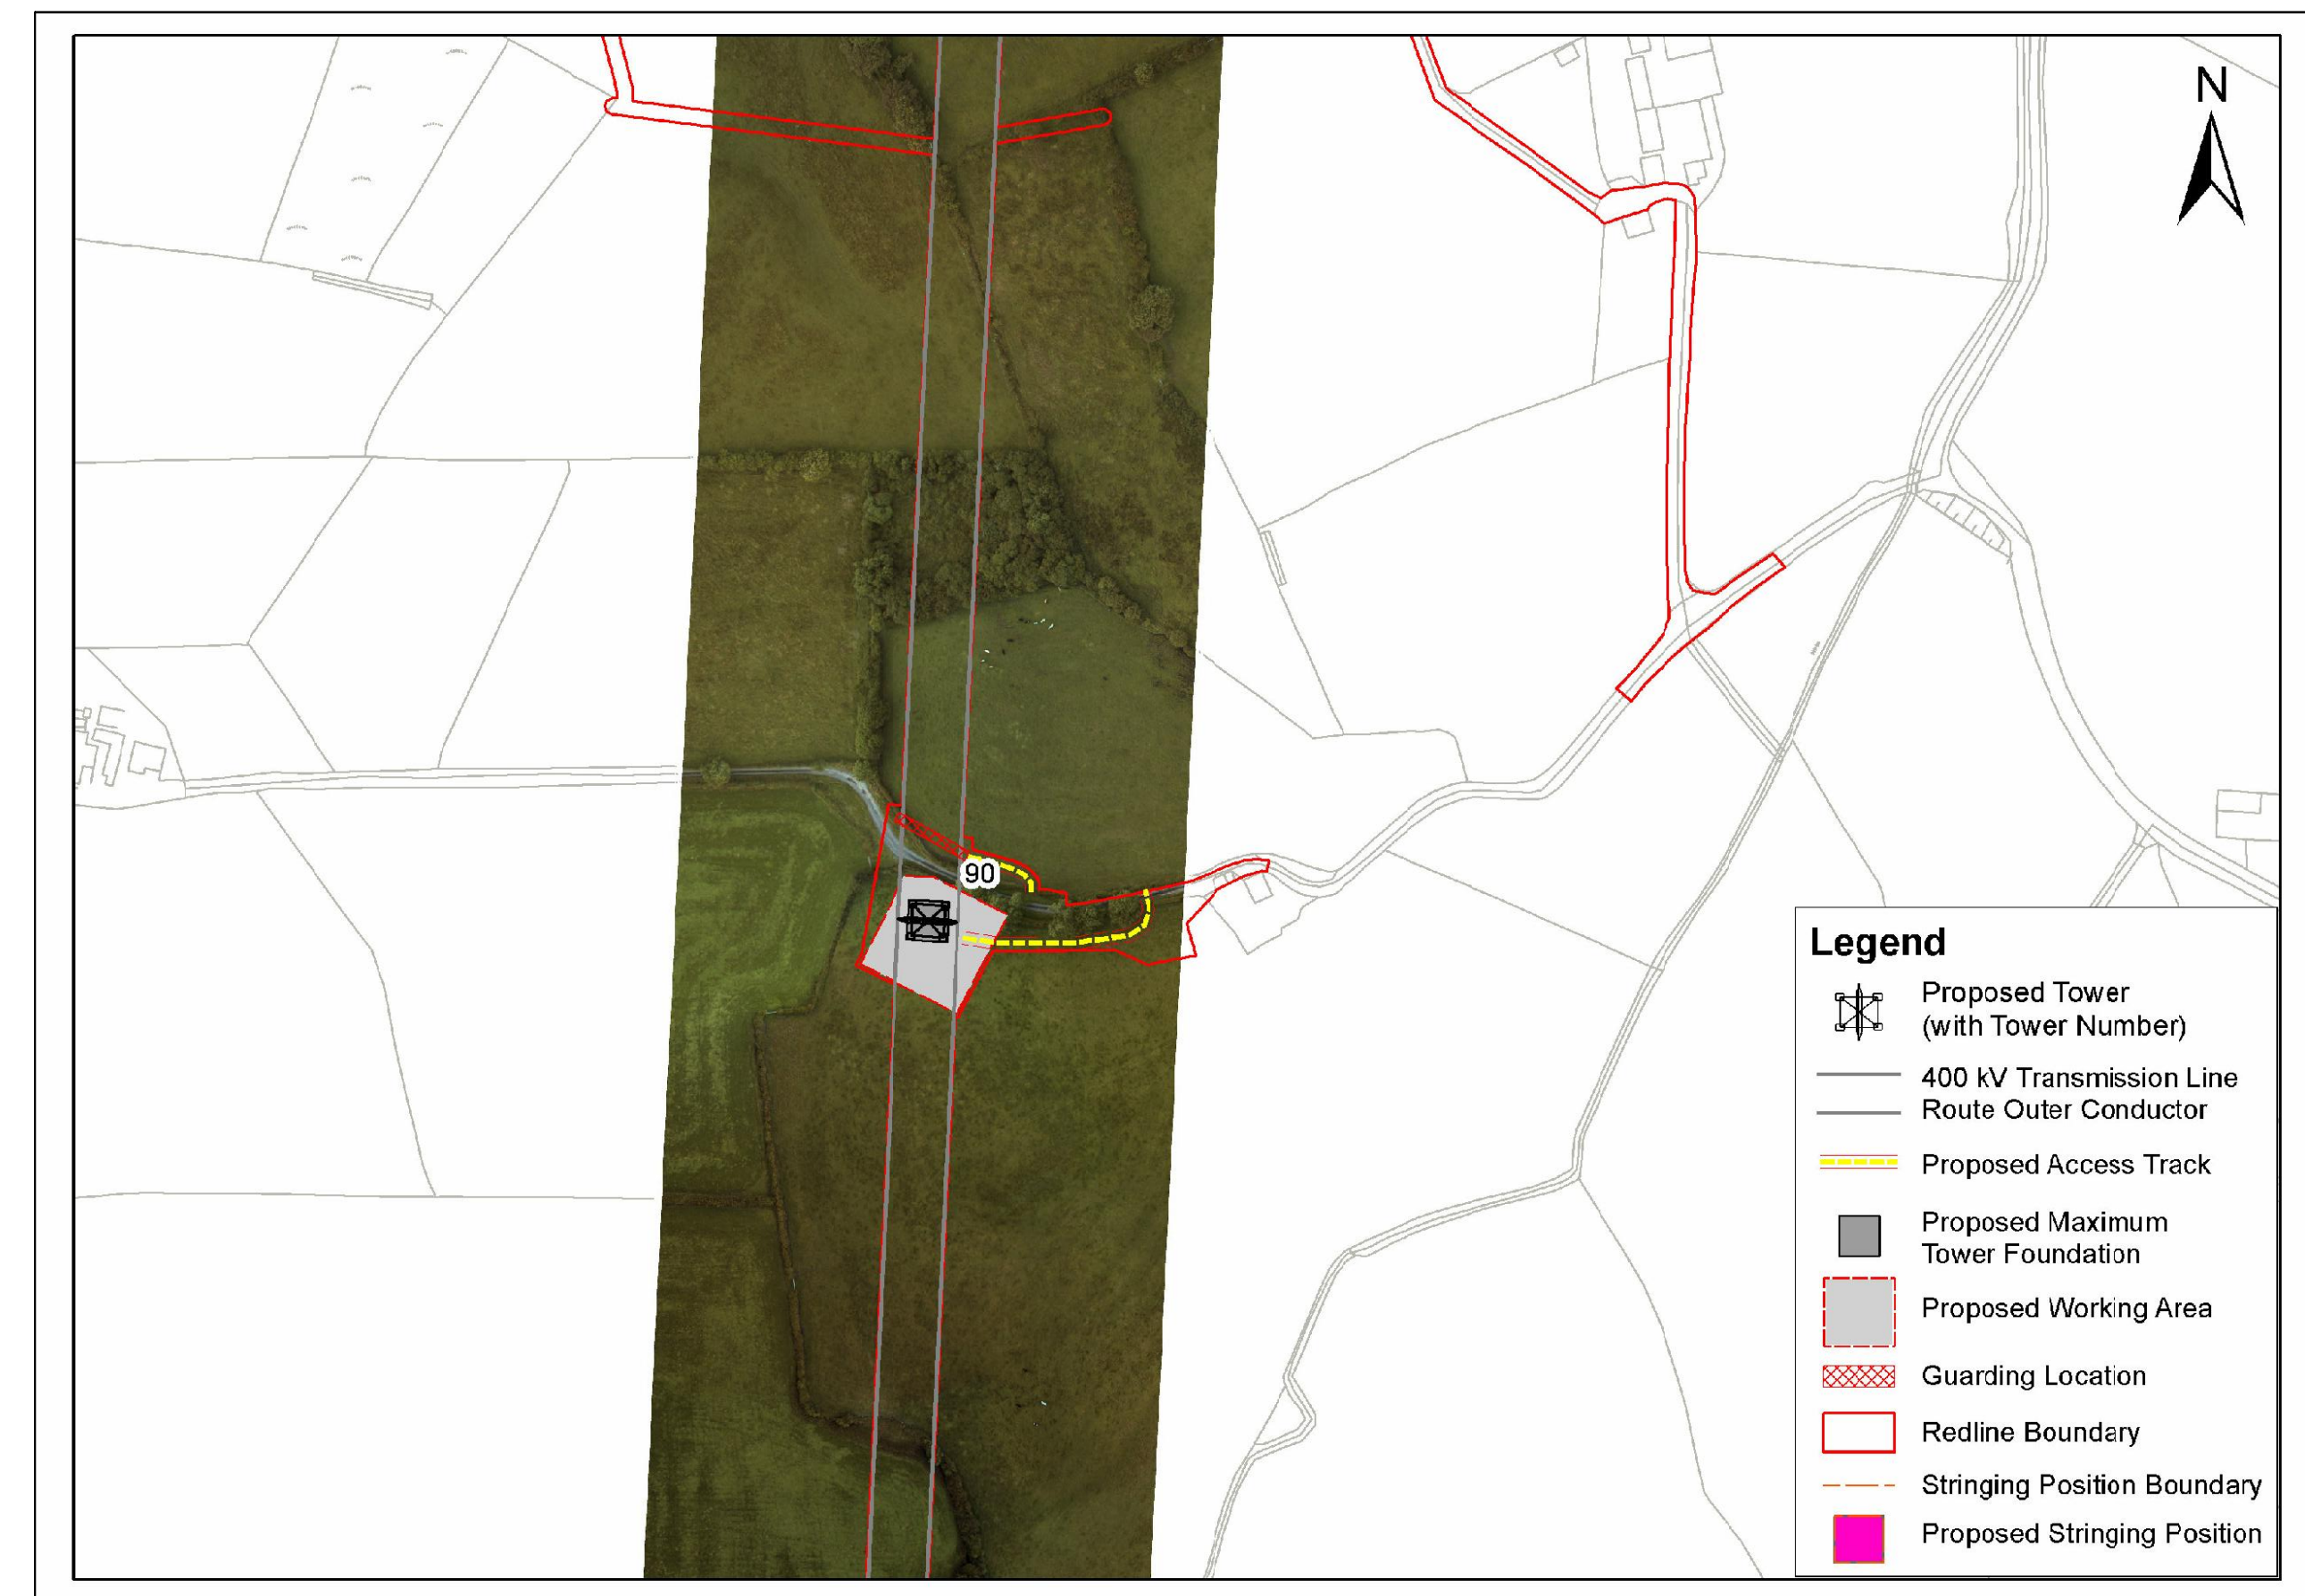 N
90
Legend
Proposed Tower
(with Tower Number)
400 kV Transmission Line
Route Outer Conductor
Proposed Access Track
Proposed Maximum
Tower Foundation
Proposed Working Area
Guarding Location
Redline Boundary
Stringing Position Boundary
Proposed Stringing Position